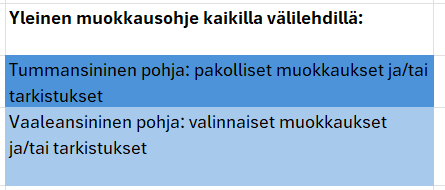 Yleinen muokkausohje kaikilla välilehdillä:
Tummansininen pohja: pakolliset muokkaukset ja/tai
tarkistukset
Vaaleansininen pohja: valinnaiset muokkaukset
ja/tai tarkistukset